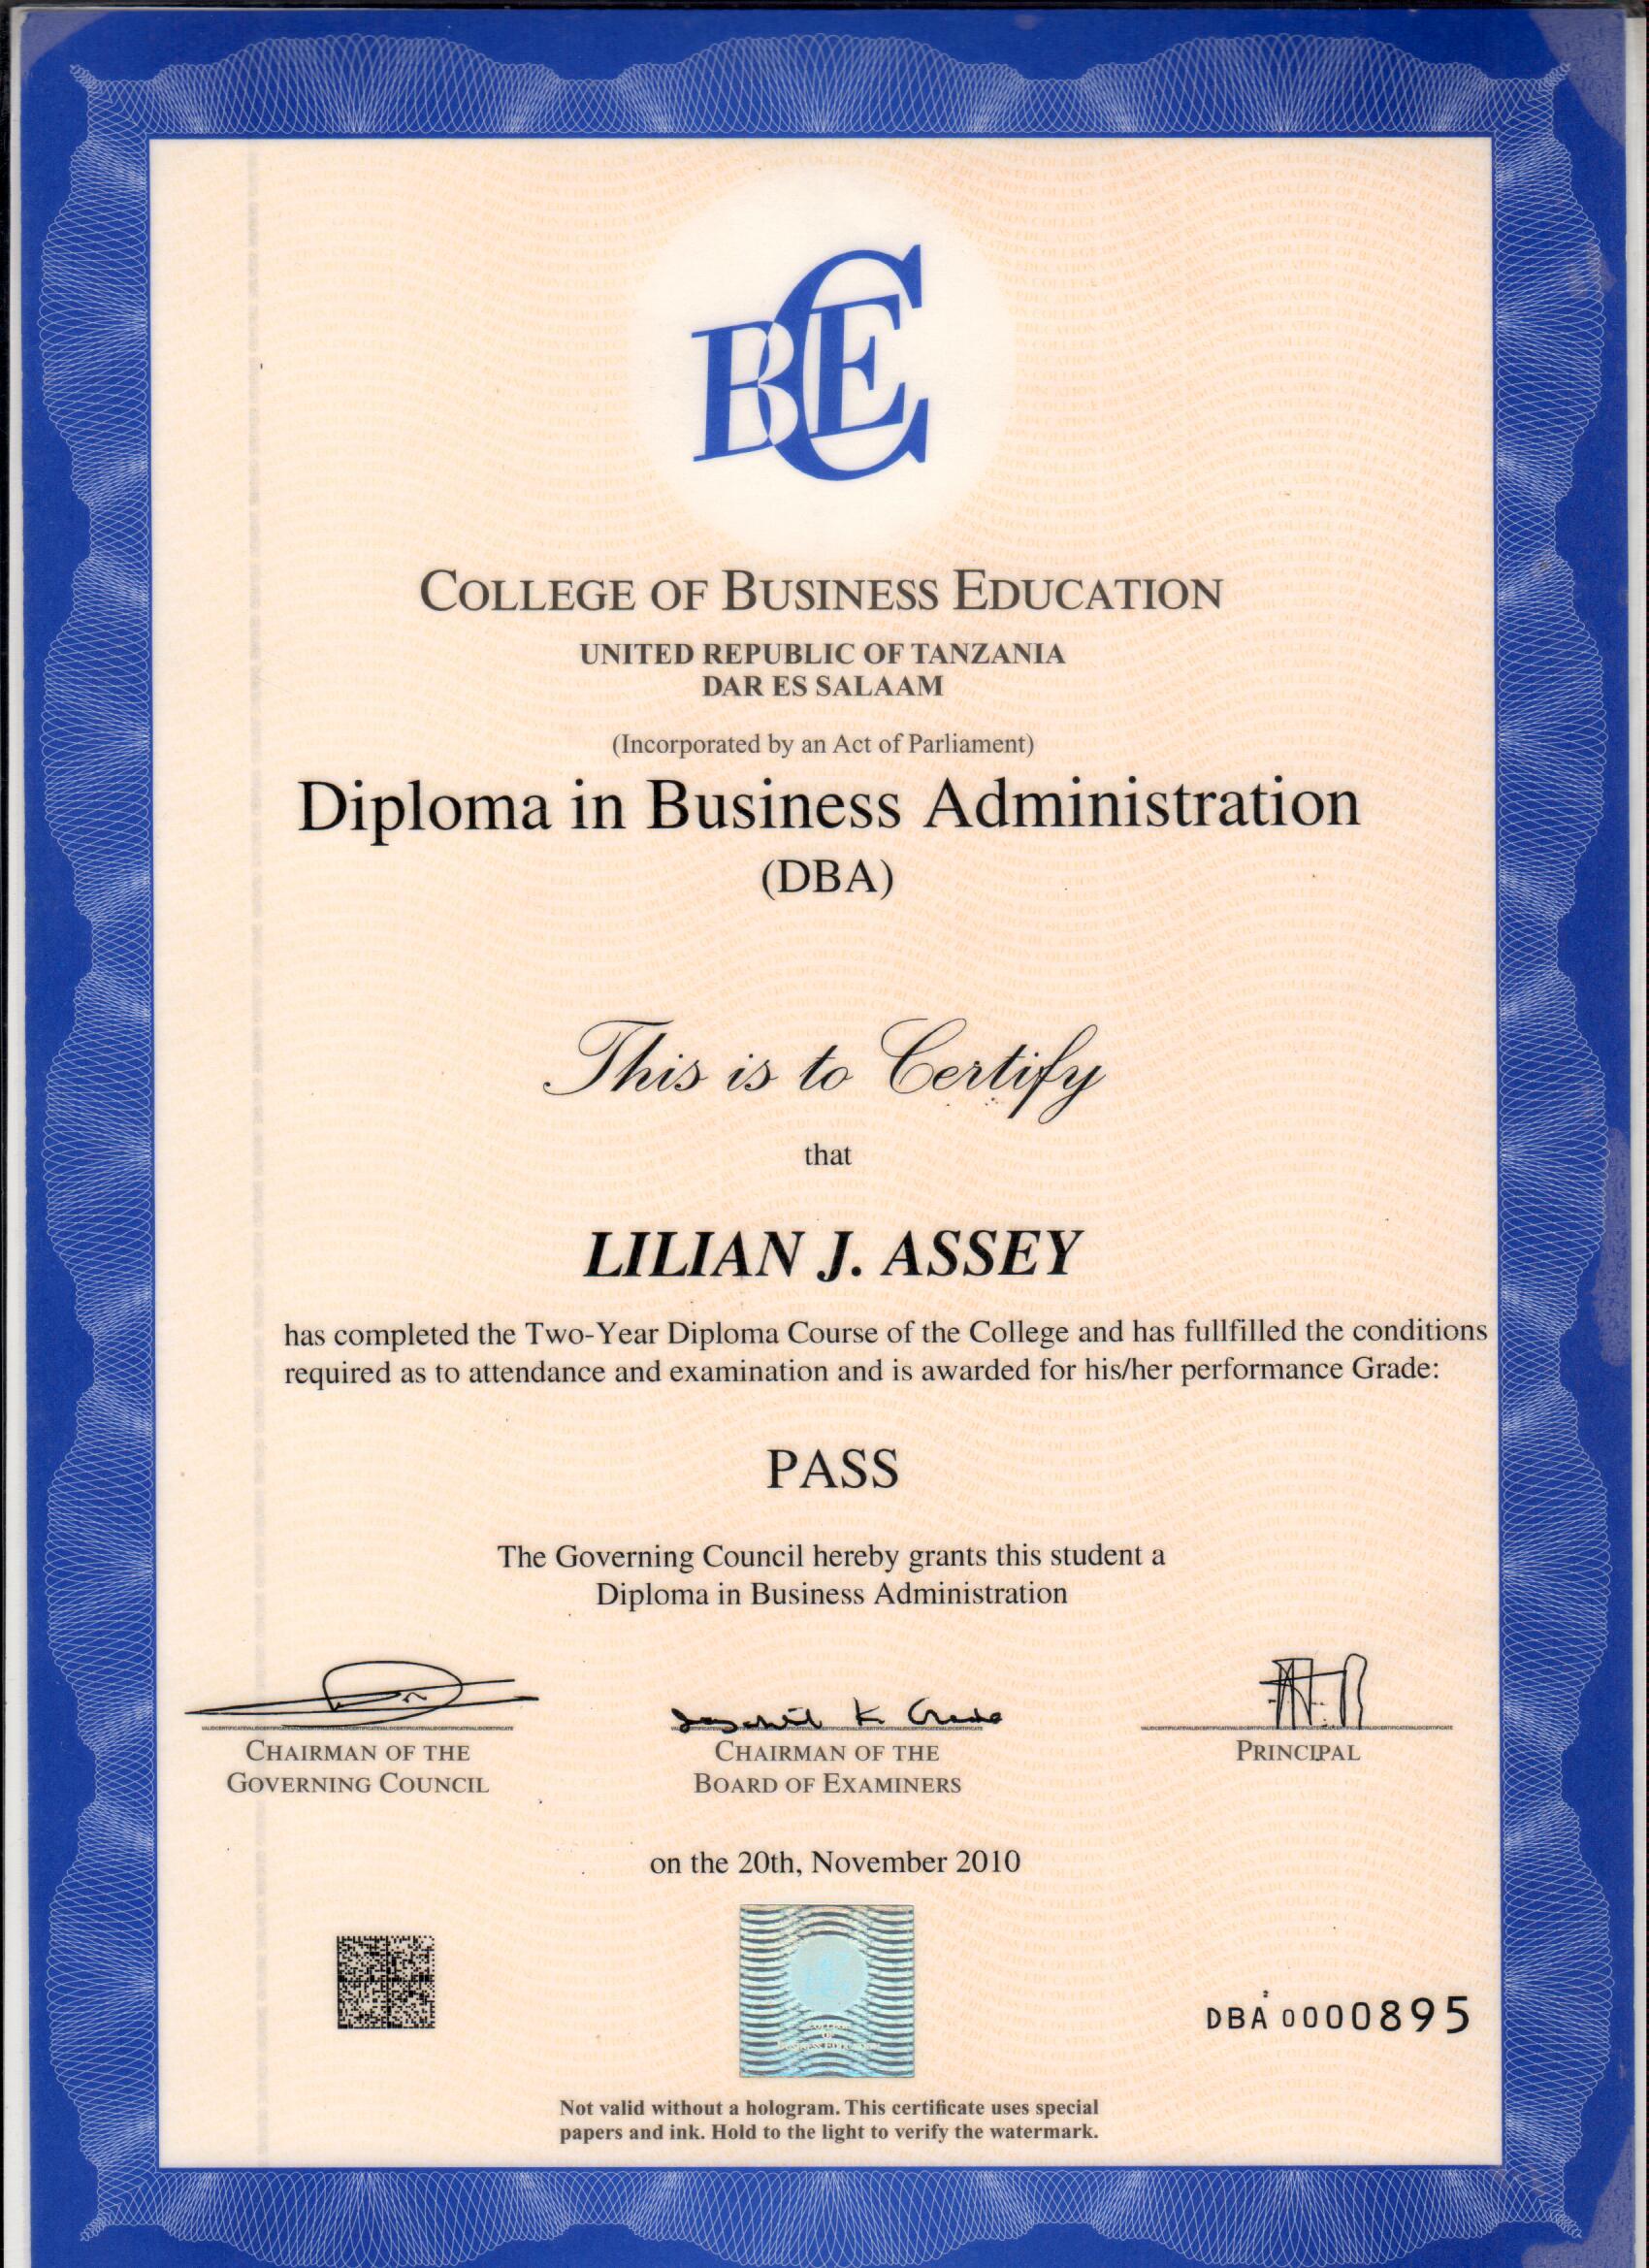 CBE
COLLEGE OF BUSINESS EDUCATION
UNITED REPUBLIC OF TANZANIA
DAR ES SALAAM
(Incorporated by an Act of Parliament)
Diploma in Business Administration
(DBA)
This is to Certify
that
LILIAN J. ASSEY
has completed the Two-Year Diploma Course of the College and has fullfilled the conditions
required as to attendance and examination and is awarded for his/her performance Grade:
PASS
The Governing Council hereby grants this student a
Diploma in Business Administration
CHAIRMAN OF THE
GOVERNING COUNCIL
CHAIRMAN OF THE
BOARD OF EXAMINERS
PRINCIPAL
on the 20th, November 2010
DBA 0000895
Not valid without a hologram. This certificate uses special
papers and ink. Hold to the light to verify the watermark.